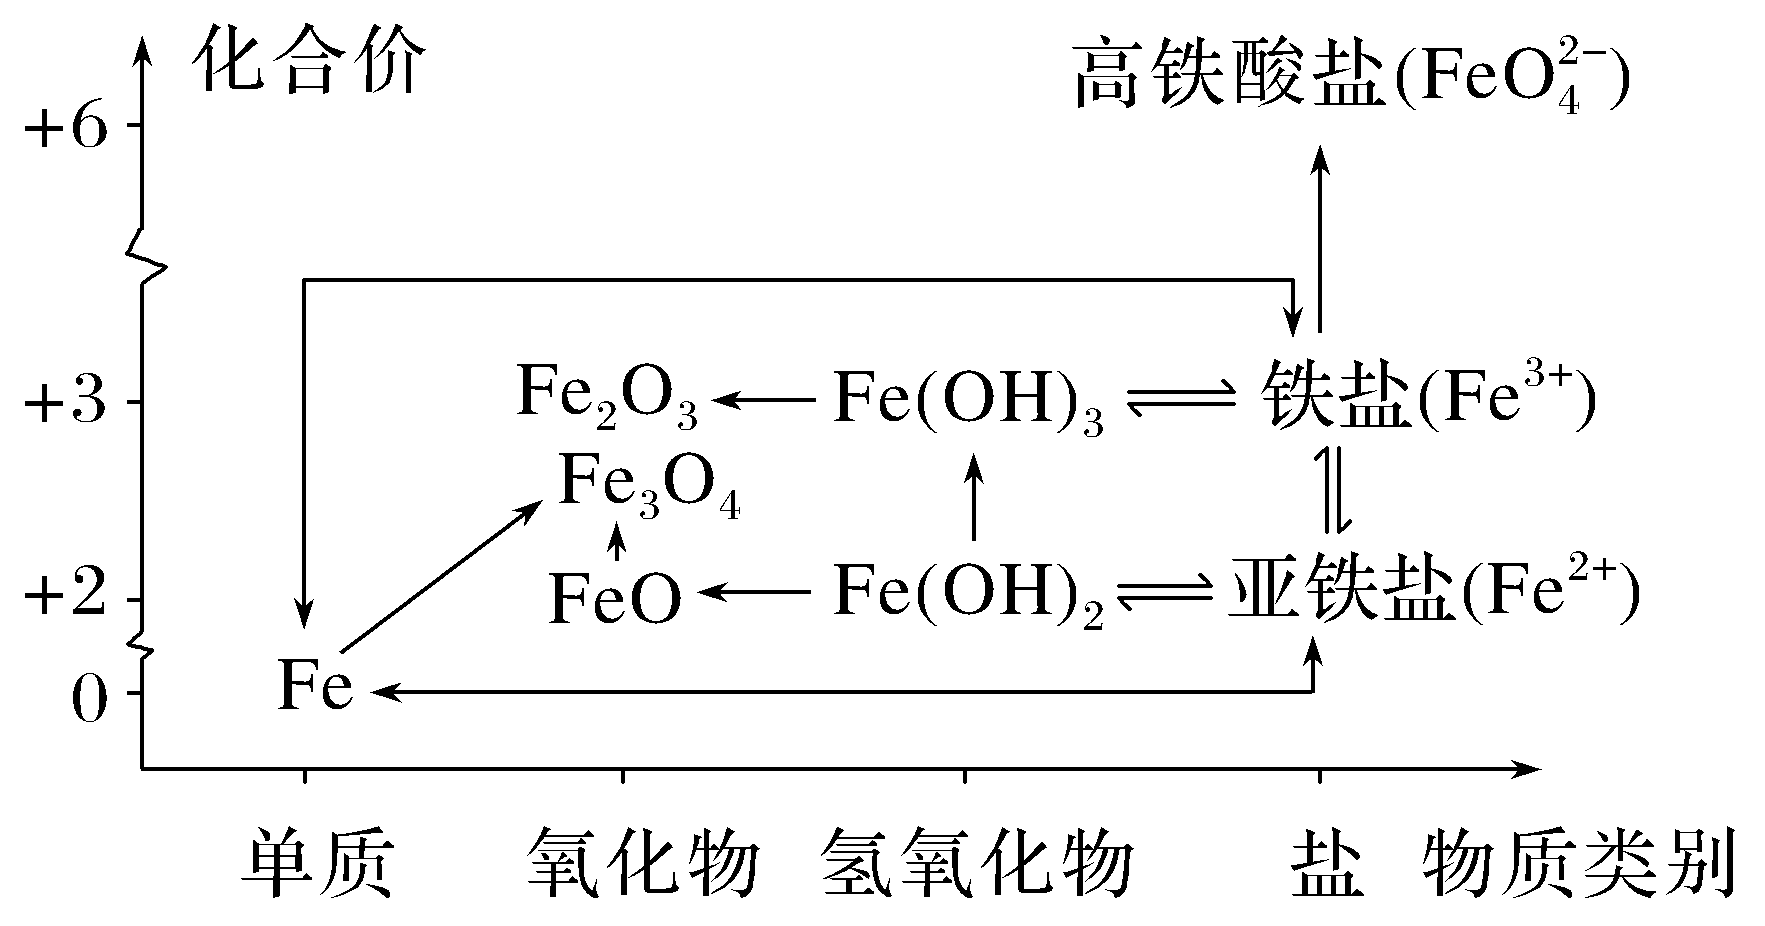 化合价
高铁酸盐(FeO₄²⁻)
+6
+3
Fe₂O₃
Fe(OH)₃
铁盐(Fe³⁺)
Fe₃O₄
+2
FeO
Fe(OH)₂
亚铁盐(Fe²⁺)
0
Fe
单质 氧化物 氢氧化物 盐 物质类别